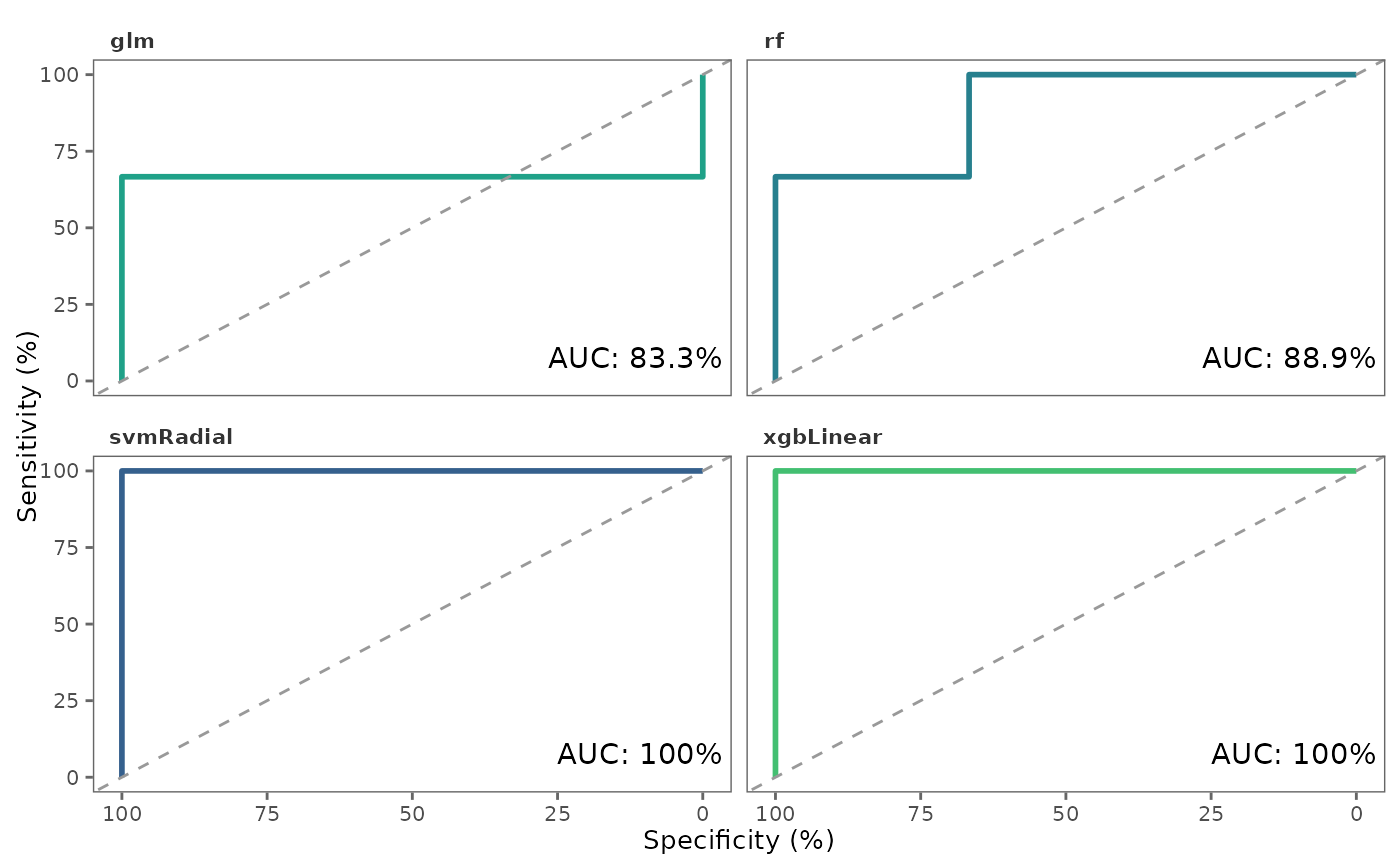 glm
rf
100
75
50
25
0
AUC: 83.3%
AUC: 88.9%
Sensitivity (%)
svmRadial
xgbLinear
100
75
50
25
0
AUC: 100%
AUC: 100%
100 75 50 25 0 100 75 50 25 0
Specificity (%)